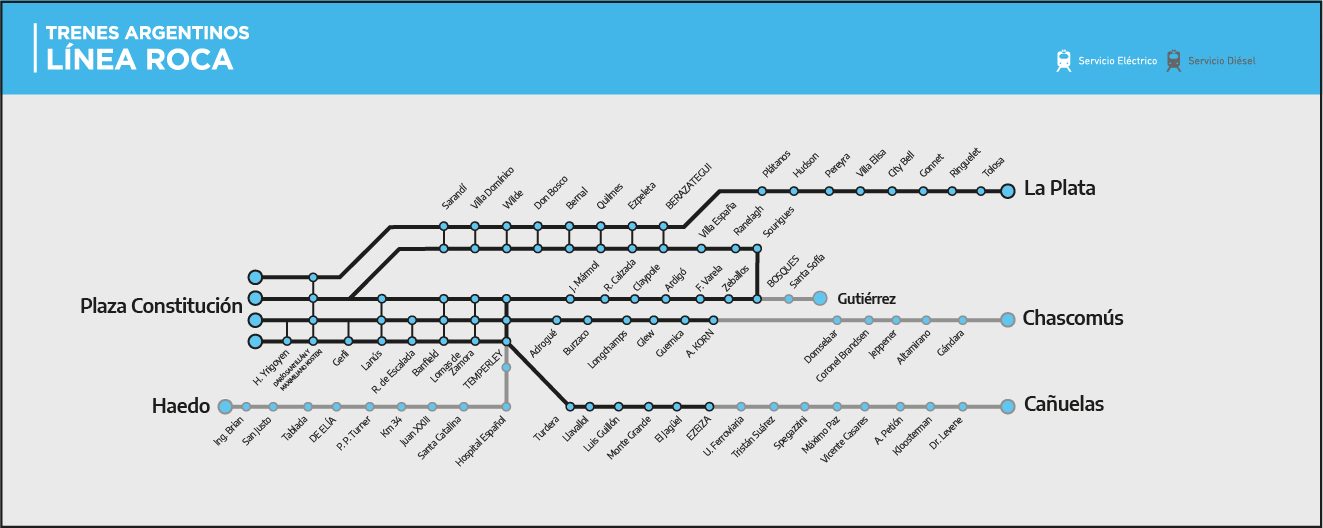 TRENES ARGENTINOS
LÍNEA ROCA
Servicio Eléctrico
Servicio Diésel
Sarandí
Villa Domínico
Wilde
Don Bosco
Bernal
Quilmes
Ezpeleta
BERAZATEGUI
Plátanos
Hudson
Pereyra
Villa Elisa
City Bell
Gonnet
Ringuelet
Tolosa
La Plata
Villa España
Ranelagh
Sourigues
J. Mármol
R. Calzada
Claypole
Ardigó
F. Varela
Zeballos
BOSQUES
Santa Sofía
Gutiérrez
Plaza Constitución
H. Yrigoyen
DARÍO SANTILLÁN Y
MAXIMILIANO KOSTEKI
Gerli
Lanús
R. de Escalada
Banfield
Lomas de
Zamora
TEMPERLEY
Adrogué
Burzaco
Longchamps
Glew
Guernica
A. KORN
Domselaar
Coronel Brandsen
Jeppener
Altamirano
Gándara
Chascomús
Haedo
Ing. Brian
San Justo
Tablada
DE ELÍA
P. P. Turner
Km 34
Juan XXIII
Santa Catalina
Hospital Español
Turdera
Llavallol
Luis Guillón
Monte Grande
El Jagüel
EZEIZA
U. Ferroviaria
Tristán Suárez
Spegazzini
Máximo Paz
Vicente Casares
A. Petión
Kloosterman
Dr. Levene
Cañuelas